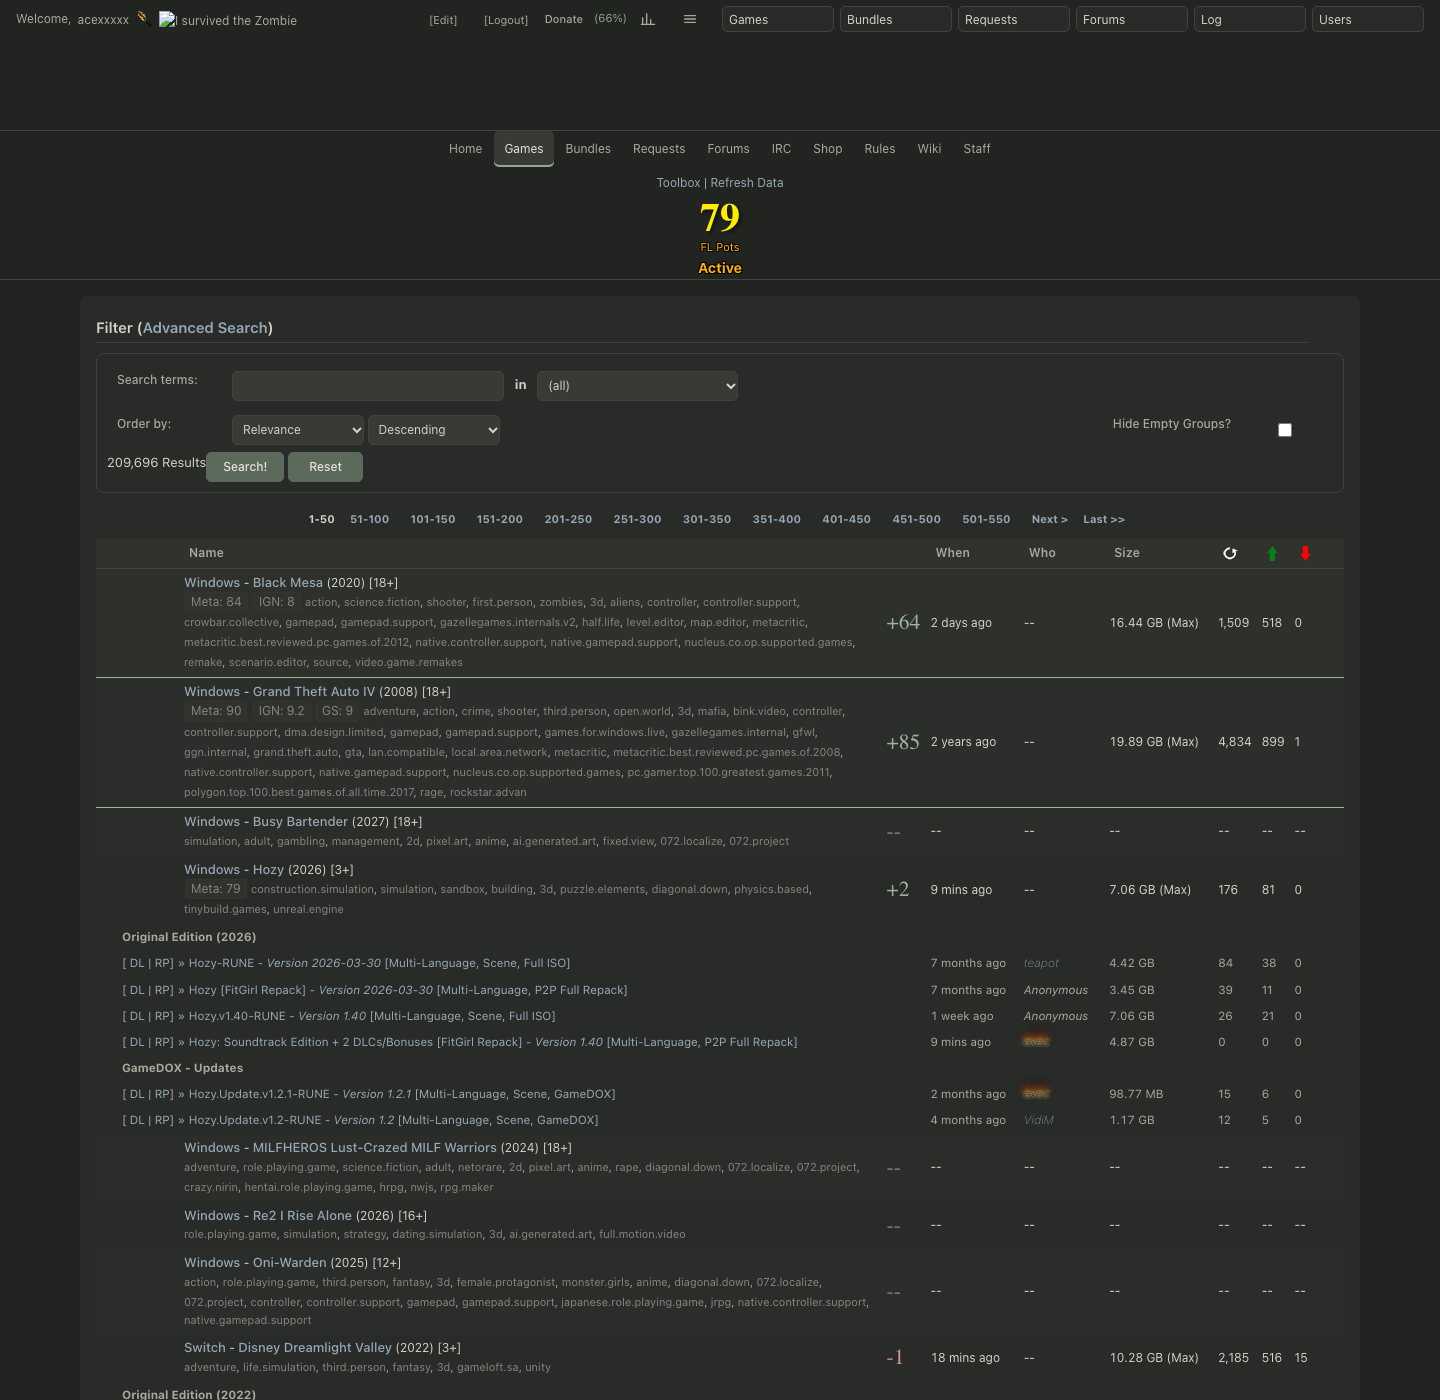 Welcome, acexxxxx I survived the Zombie [Edit] [Logout] Donate (66%) Games Bundles Requests Forums Log Users
Home Games Bundles Requests Forums IRC Shop Rules Wiki Staff
Toolbox | Refresh Data
79
FL Pots
Active
Filter (Advanced Search)
Search terms: in (all)
Order by: Relevance Descending Hide Empty Groups?
209,696 Results Search! Reset
1-50 51-100 101-150 151-200 201-250 251-300 301-350 351-400 401-450 451-500 501-550 Next > Last >>
Name When Who Size
Windows - Black Mesa (2020) [18+]
Meta: 84 IGN: 8 action, science.fiction, shooter, first.person, zombies, 3d, aliens, controller, controller.support,
crowbar.collective, gamepad, gamepad.support, gazellegames.internals.v2, half.life, level.editor, map.editor, metacritic,
metacritic.best.reviewed.pc.games.of.2012, native.controller.support, native.gamepad.support, nucleus.co.op.supported.games,
remake, scenario.editor, source, video.game.remakes
+64 2 days ago -- 16.44 GB (Max) 1,509 518 0
Windows - Grand Theft Auto IV (2008) [18+]
Meta: 90 IGN: 9.2 GS: 9 adventure, action, crime, shooter, third.person, open.world, 3d, mafia, bink.video, controller,
controller.support, dma.design.limited, gamepad, gamepad.support, games.for.windows.live, gazellegames.internal, gfwl,
ggn.internal, grand.theft.auto, gta, lan.compatible, local.area.network, metacritic, metacritic.best.reviewed.pc.games.of.2008,
native.controller.support, native.gamepad.support, nucleus.co.op.supported.games, pc.gamer.top.100.greatest.games.2011,
polygon.top.100.best.games.of.all.time.2017, rage, rockstar.advan
+85 2 years ago -- 19.89 GB (Max) 4,834 899 1
Windows - Busy Bartender (2027) [18+]
simulation, adult, gambling, management, 2d, pixel.art, anime, ai.generated.art, fixed.view, 072.localize, 072.project
-- -- -- -- -- -- --
Windows - Hozy (2026) [3+]
Meta: 79 construction.simulation, simulation, sandbox, building, 3d, puzzle.elements, diagonal.down, physics.based,
tinybuild.games, unreal.engine
+2 9 mins ago -- 7.06 GB (Max) 176 81 0
Original Edition (2026)
[ DL | RP] » Hozy-RUNE - Version 2026-03-30 [Multi-Language, Scene, Full ISO] 7 months ago teapot 4.42 GB 84 38 0
[ DL | RP] » Hozy [FitGirl Repack] - Version 2026-03-30 [Multi-Language, P2P Full Repack] 7 months ago Anonymous 3.45 GB 39 11 0
[ DL | RP] » Hozy.v1.40-RUNE - Version 1.40 [Multi-Language, Scene, Full ISO] 1 week ago Anonymous 7.06 GB 26 21 0
[ DL | RP] » Hozy: Soundtrack Edition + 2 DLCs/Bonuses [FitGirl Repack] - Version 1.40 [Multi-Language, P2P Full Repack] 9 mins ago 4.87 GB 0 0 0
GameDOX - Updates
[ DL | RP] » Hozy.Update.v1.2.1-RUNE - Version 1.2.1 [Multi-Language, Scene, GameDOX] 2 months ago 98.77 MB 15 6 0
[ DL | RP] » Hozy.Update.v1.2-RUNE - Version 1.2 [Multi-Language, Scene, GameDOX] 4 months ago VidiM 1.17 GB 12 5 0
Windows - MILFHEROS Lust-Crazed MILF Warriors (2024) [18+]
adventure, role.playing.game, science.fiction, adult, netorare, 2d, pixel.art, anime, rape, diagonal.down, 072.localize, 072.project,
crazy.nirin, hentai.role.playing.game, hrpg, nwjs, rpg.maker
-- -- -- -- -- -- --
Windows - Re2 I Rise Alone (2026) [16+]
role.playing.game, simulation, strategy, dating.simulation, 3d, ai.generated.art, full.motion.video
-- -- -- -- -- -- --
Windows - Oni-Warden (2025) [12+]
action, role.playing.game, third.person, fantasy, 3d, female.protagonist, monster.girls, anime, diagonal.down, 072.localize,
072.project, controller, controller.support, gamepad, gamepad.support, japanese.role.playing.game, jrpg, native.controller.support,
native.gamepad.support
-- -- -- -- -- -- --
Switch - Disney Dreamlight Valley (2022) [3+]
adventure, life.simulation, third.person, fantasy, 3d, gameloft.sa, unity
-1 18 mins ago -- 10.28 GB (Max) 2,185 516 15
Original Edition (2022)